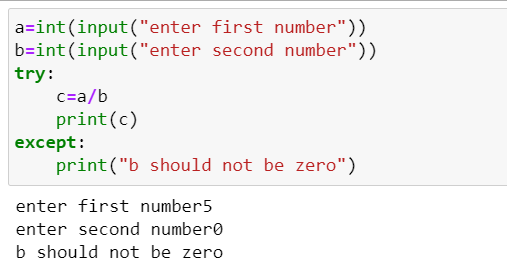 a=int(input("enter first number"))
b=int(input("enter second number"))
try:
    c=a/b
    print(c)
except:
    print("b should not be zero")
enter first number5
enter second number0
b should not be zero